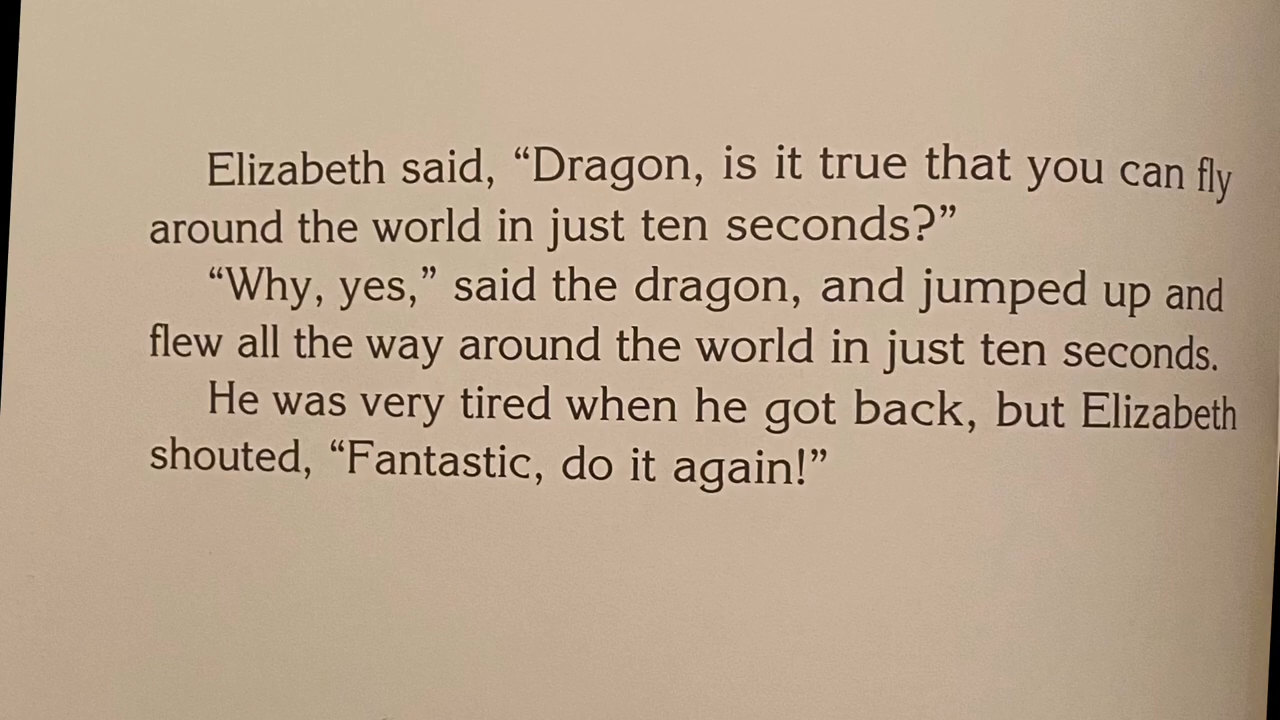 Elizabeth said, “Dragon, is it true that you can fly
around the world in just ten seconds?”
“Why, yes,” said the dragon, and jumped up and
flew all the way around the world in just ten seconds.
He was very tired when he got back, but Elizabeth
shouted, “Fantastic, do it again!”